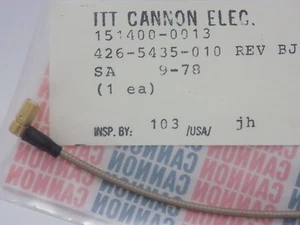 ITT CANNON ELEC.
151400-0013
426-5435-010 REV BJ
SA 9-78
(1 ea)
INSP. BY: 103 /USA/ jh
CANNON CANNON CANNON CANNON